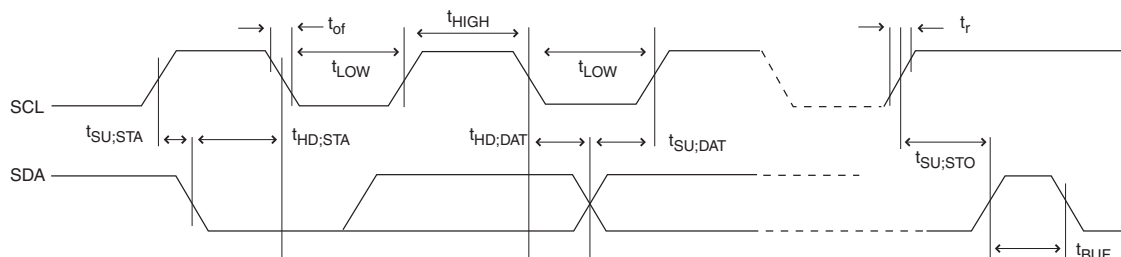 t_of
t_HIGH
t_r
t_LOW
t_LOW
SCL
t_SU;STA
t_HD;STA
t_HD;DAT
t_SU;DAT
t_SU;STO
SDA
t_BUF